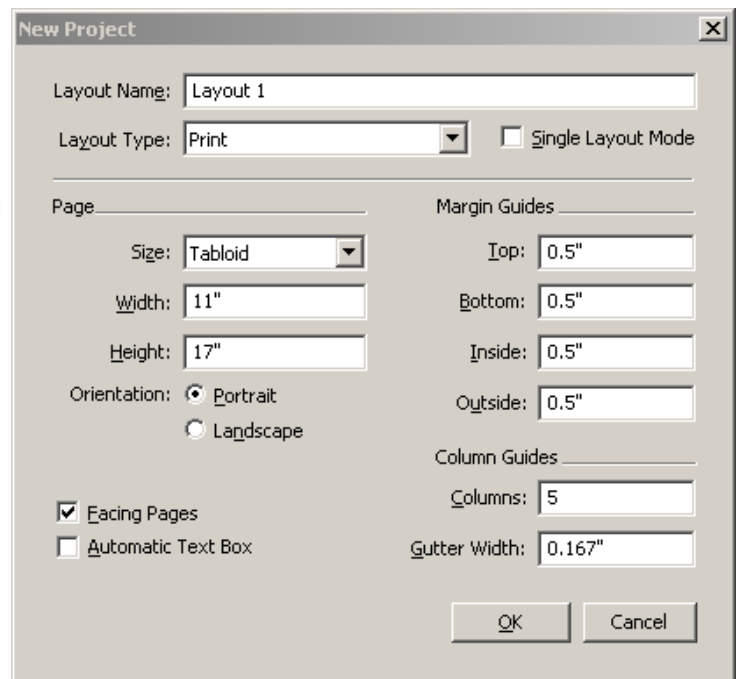 New Project
Layout Name: Layout 1
Layout Type: Print
Single Layout Mode
Page
Size: Tabloid
Width: 11"
Height: 17"
Orientation: Portrait
Landscape
Facing Pages
Automatic Text Box
Margin Guides
Top: 0.5"
Bottom: 0.5"
Inside: 0.5"
Outside: 0.5"
Column Guides
Columns: 5
Gutter Width: 0.167"
OK
Cancel